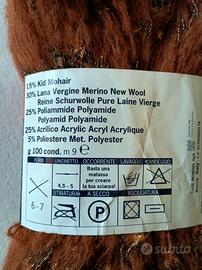 15% Kid Mohair
30% Lana Vergine Merino New Wool
Reine Schurwolle Pure Laine Vierge
25% Poliammide Polyamide
Polyamid Polyamide
25% Acrilico Acrylic Acryl Acrylique
5% Poliestere Met. Polyester
g 100 cond. m 9 e
FERRI UNCINETTO OCCORRENTE LAVAGGIO CANDEGGIO
6-7
4,5 - 5
Basta una
matassa
per creare
la mia
sciarpa
STIRATURA A SECCO ASCIUGATURA
P
subito